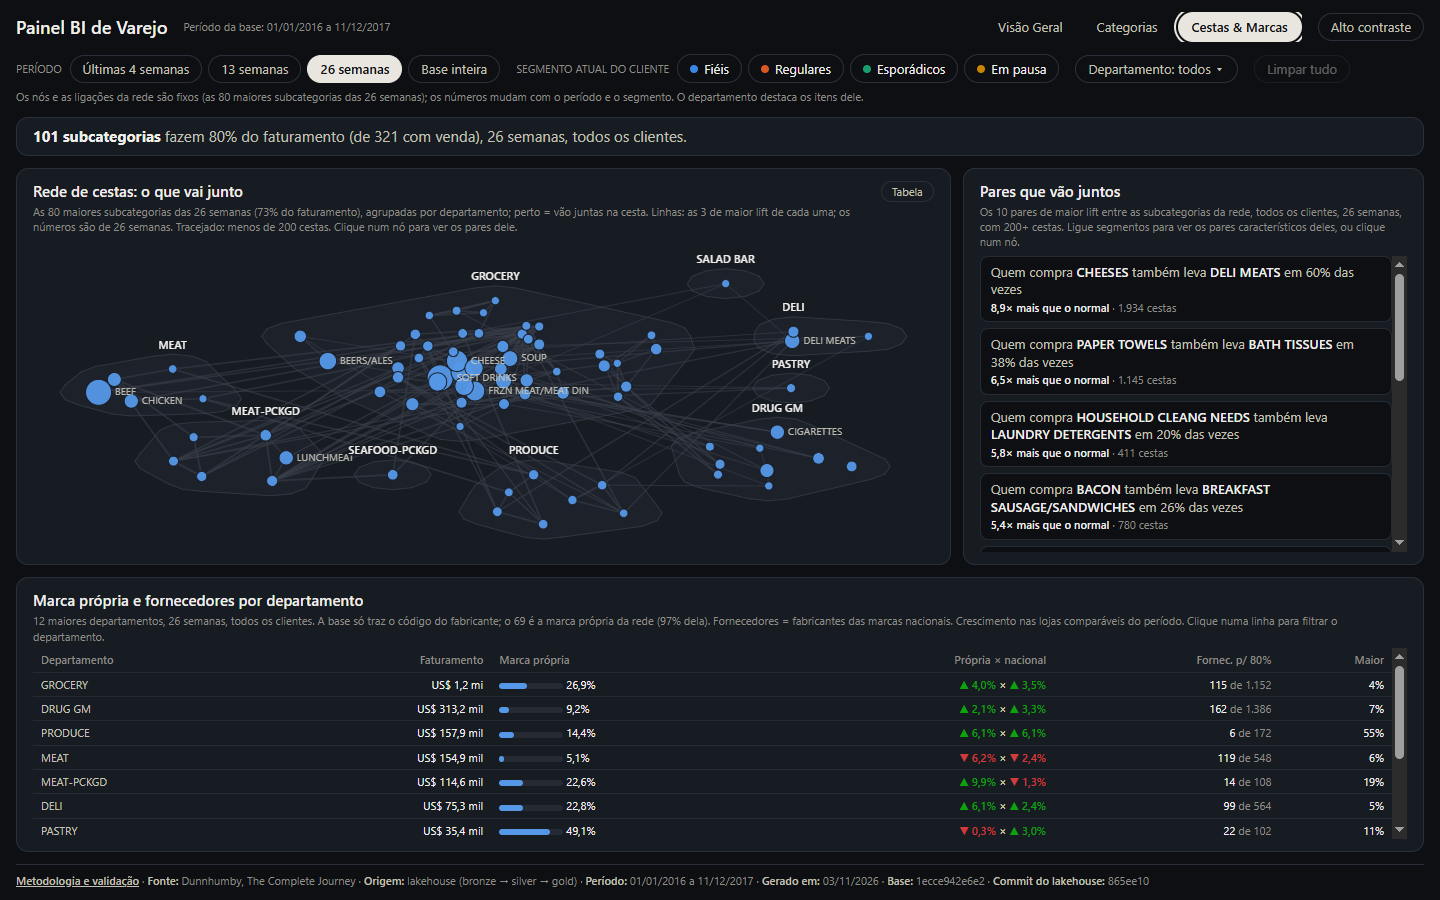 Painel BI de Varejo
Período da base: 01/01/2016 a 11/12/2017
Visão Geral
Categorias
Cestas & Marcas
Alto contraste
PERÍODO
Últimas 4 semanas
13 semanas
26 semanas
Base inteira
SEGMENTO ATUAL DO CLIENTE
Fiéis
Regulares
Esporádicos
Em pausa
Departamento: todos
Limpar tudo
Os nós e as ligações da rede são fixos (as 80 maiores subcategorias das 26 semanas); os números mudam com o período e o segmento. O departamento destaca os itens dele.
101 subcategorias fazem 80% do faturamento (de 321 com venda), 26 semanas, todos os clientes.
Rede de cestas: o que vai junto
Tabela
As 80 maiores subcategorias das 26 semanas (73% do faturamento), agrupadas por departamento; perto = vão juntas na cesta. Linhas: as 3 de maior lift de cada uma; os
números são de 26 semanas. Tracejado: menos de 200 cestas. Clique num nó para ver os pares dele.
SALAD BAR
GROCERY
DELI
MEAT
DELI MEATS
BEERS/ALES
CHEESE
SOUP
PASTRY
SOFT DRINKS
BEEF
FRZN MEAT/MEAT DIN
CHICKEN
MEAT-PCKGD
DRUG GM
CIGARETTES
LUNCHMEAT
SEAFOOD-PCKGD
PRODUCE
Pares que vão juntos
Os 10 pares de maior lift entre as subcategorias da rede, todos os clientes, 26 semanas,
com 200+ cestas. Ligue segmentos para ver os pares característicos deles, ou clique
num nó.
Quem compra CHEESES também leva DELI MEATS em 60% das
vezes
8,9× mais que o normal · 1.934 cestas
Quem compra PAPER TOWELS também leva BATH TISSUES em
38% das vezes
6,5× mais que o normal · 1.145 cestas
Quem compra HOUSEHOLD CLEANG NEEDS também leva
LAUNDRY DETERGENTS em 20% das vezes
5,8× mais que o normal · 411 cestas
Quem compra BACON também leva BREAKFAST
SAUSAGE/SANDWICHES em 26% das vezes
5,4× mais que o normal · 780 cestas
Marca própria e fornecedores por departamento
12 maiores departamentos, 26 semanas, todos os clientes. A base só traz o código do fabricante; o 69 é a marca própria da rede (97% dela). Fornecedores = fabricantes das marcas nacionais. Crescimento nas lojas comparáveis do período. Clique numa linha para filtrar o
departamento.
Departamento Faturamento Marca própria Própria × nacional Fornec. p/ 80% Maior
GROCERY US$ 1,2 mi 26,9% ▲ 4,0% × ▲ 3,5% 115 de 1.152 4%
DRUG GM US$ 313,2 mil 9,2% ▲ 2,1% × ▲ 3,3% 162 de 1.386 7%
PRODUCE US$ 157,9 mil 14,4% ▲ 6,1% × ▲ 6,1% 6 de 172 55%
MEAT US$ 154,9 mil 5,1% ▼ 6,2% × ▼ 2,4% 119 de 548 6%
MEAT-PCKGD US$ 114,6 mil 22,6% ▲ 9,9% × ▼ 1,3% 14 de 108 19%
DELI US$ 75,3 mil 22,8% ▲ 6,1% × ▲ 2,4% 99 de 564 5%
PASTRY US$ 35,4 mil 49,1% ▼ 0,3% × ▲ 3,0% 22 de 102 11%
Metodologia e validação · Fonte: Dunnhumby, The Complete Journey · Origem: lakehouse (bronze → silver → gold) · Período: 01/01/2016 a 11/12/2017 · Gerado em: 03/11/2026 · Base: 1ecce942e6e2 · Commit do lakehouse: 865ee10